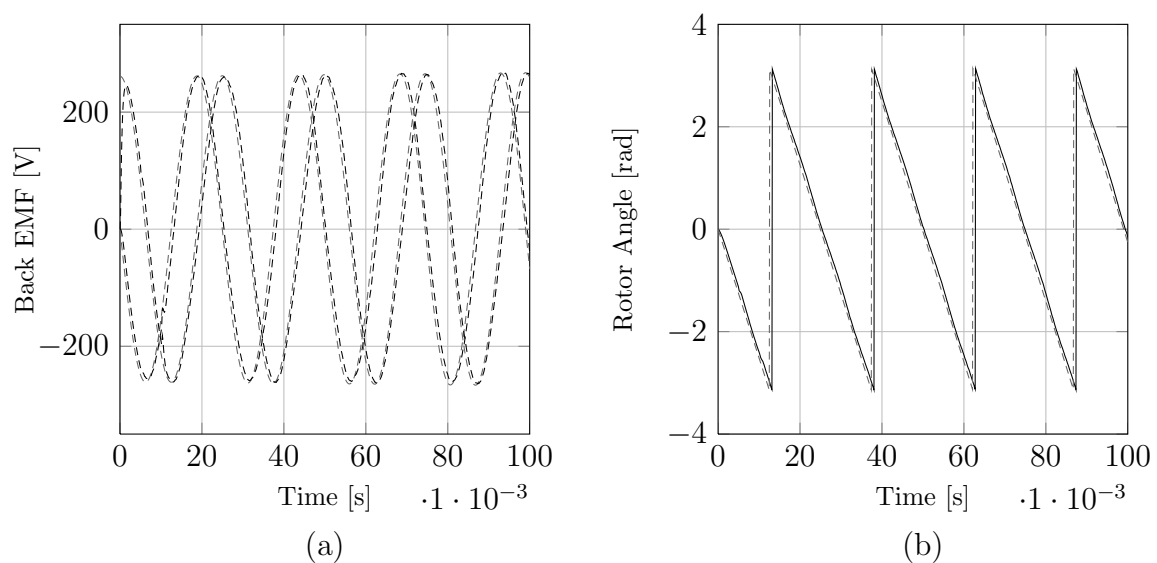 200
0
−200
0 20 40 60 80 100
Back EMF [V]
Time [s]
·1 · 10−3
(a)
4
2
0
−2
−4
0 20 40 60 80 100
Rotor Angle [rad]
Time [s]
·1 · 10−3
(b)